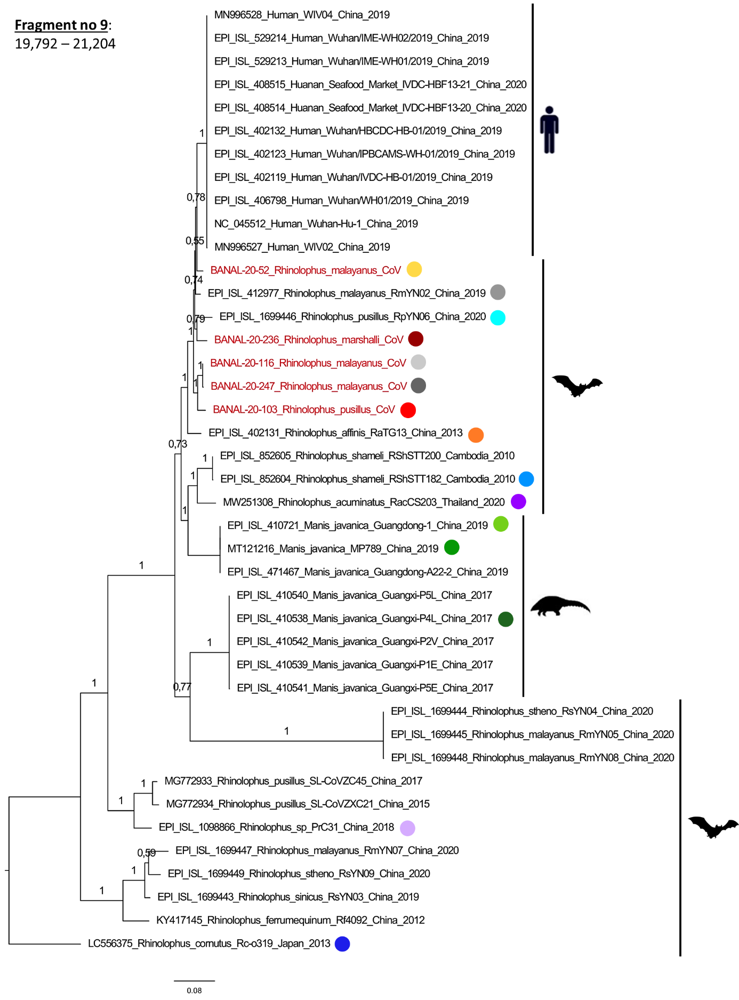 Fragment no 9:
19,792 – 21,204
MN996528_Human_WIV04_China_2019
EPI_ISL_529214_Human_Wuhan/IME-WH02/2019_China_2019
EPI_ISL_529213_Human_Wuhan/IME-WH01/2019_China_2019
EPI_ISL_408515_Huanan_Seafood_Market_IVDC-HBF13-21_China_2020
EPI_ISL_408514_Huanan_Seafood_Market_IVDC-HBF13-20_China_2020
1
EPI_ISL_402132_Human_Wuhan/HBCDC-HB-01/2019_China_2019
EPI_ISL_402123_Human_Wuhan/IPBCAMS-WH-01/2019_China_2019
EPI_ISL_402119_Human_Wuhan/IVDC-HB-01/2019_China_2019
0,78
EPI_ISL_406798_Human_Wuhan/WH01/2019_China_2019
NC_045512_Human_Wuhan-Hu-1_China_2019
0,55
MN996527_Human_WIV02_China_2019
BANAL-20-52_Rhinolophus_malayanus_CoV
0,74
EPI_ISL_412977_Rhinolophus_malayanus_RmYN02_China_2019
0,79
EPI_ISL_1699446_Rhinolophus_pusillus_RpYN06_China_2020
1
BANAL-20-236_Rhinolophus_marshalli_CoV
1
BANAL-20-116_Rhinolophus_malayanus_CoV
1
1
BANAL-20-247_Rhinolophus_malayanus_CoV
BANAL-20-103_Rhinolophus_pusillus_CoV
EPI_ISL_402131_Rhinolophus_affinis_RaTG13_China_2013
0,73
1
EPI_ISL_852605_Rhinolophus_shameli_RShSTT200_Cambodia_2010
1
EPI_ISL_852604_Rhinolophus_shameli_RShSTT182_Cambodia_2010
MW251308_Rhinolophus_acuminatus_RacCS203_Thailand_2020
1
EPI_ISL_410721_Manis_javanica_Guangdong-1_China_2019
MT121216_Manis_javanica_MP789_China_2019
1
EPI_ISL_471467_Manis_javanica_Guangdong-A22-2_China_2019
EPI_ISL_410540_Manis_javanica_Guangxi-P5L_China_2017
EPI_ISL_410538_Manis_javanica_Guangxi-P4L_China_2017
1
EPI_ISL_410542_Manis_javanica_Guangxi-P2V_China_2017
EPI_ISL_410539_Manis_javanica_Guangxi-P1E_China_2017
1
0,77
EPI_ISL_410541_Manis_javanica_Guangxi-P5E_China_2017
EPI_ISL_1699444_Rhinolophus_stheno_RsYN04_China_2020
1
EPI_ISL_1699445_Rhinolophus_malayanus_RmYN05_China_2020
EPI_ISL_1699448_Rhinolophus_malayanus_RmYN08_China_2020
1
MG772933_Rhinolophus_pusillus_SL-CoVZC45_China_2017
1
MG772934_Rhinolophus_pusillus_SL-CoVZXC21_China_2015
EPI_ISL_1098866_Rhinolophus_sp_PrC31_China_2018
0,59
EPI_ISL_1699447_Rhinolophus_malayanus_RmYN07_China_2020
1
EPI_ISL_1699449_Rhinolophus_stheno_RsYN09_China_2020
1
EPI_ISL_1699443_Rhinolophus_sinicus_RsYN03_China_2019
KY417145_Rhinolophus_ferrumequinum_Rf4092_China_2012
LC556375_Rhinolophus_cornutus_Rc-o319_Japan_2013
0.08